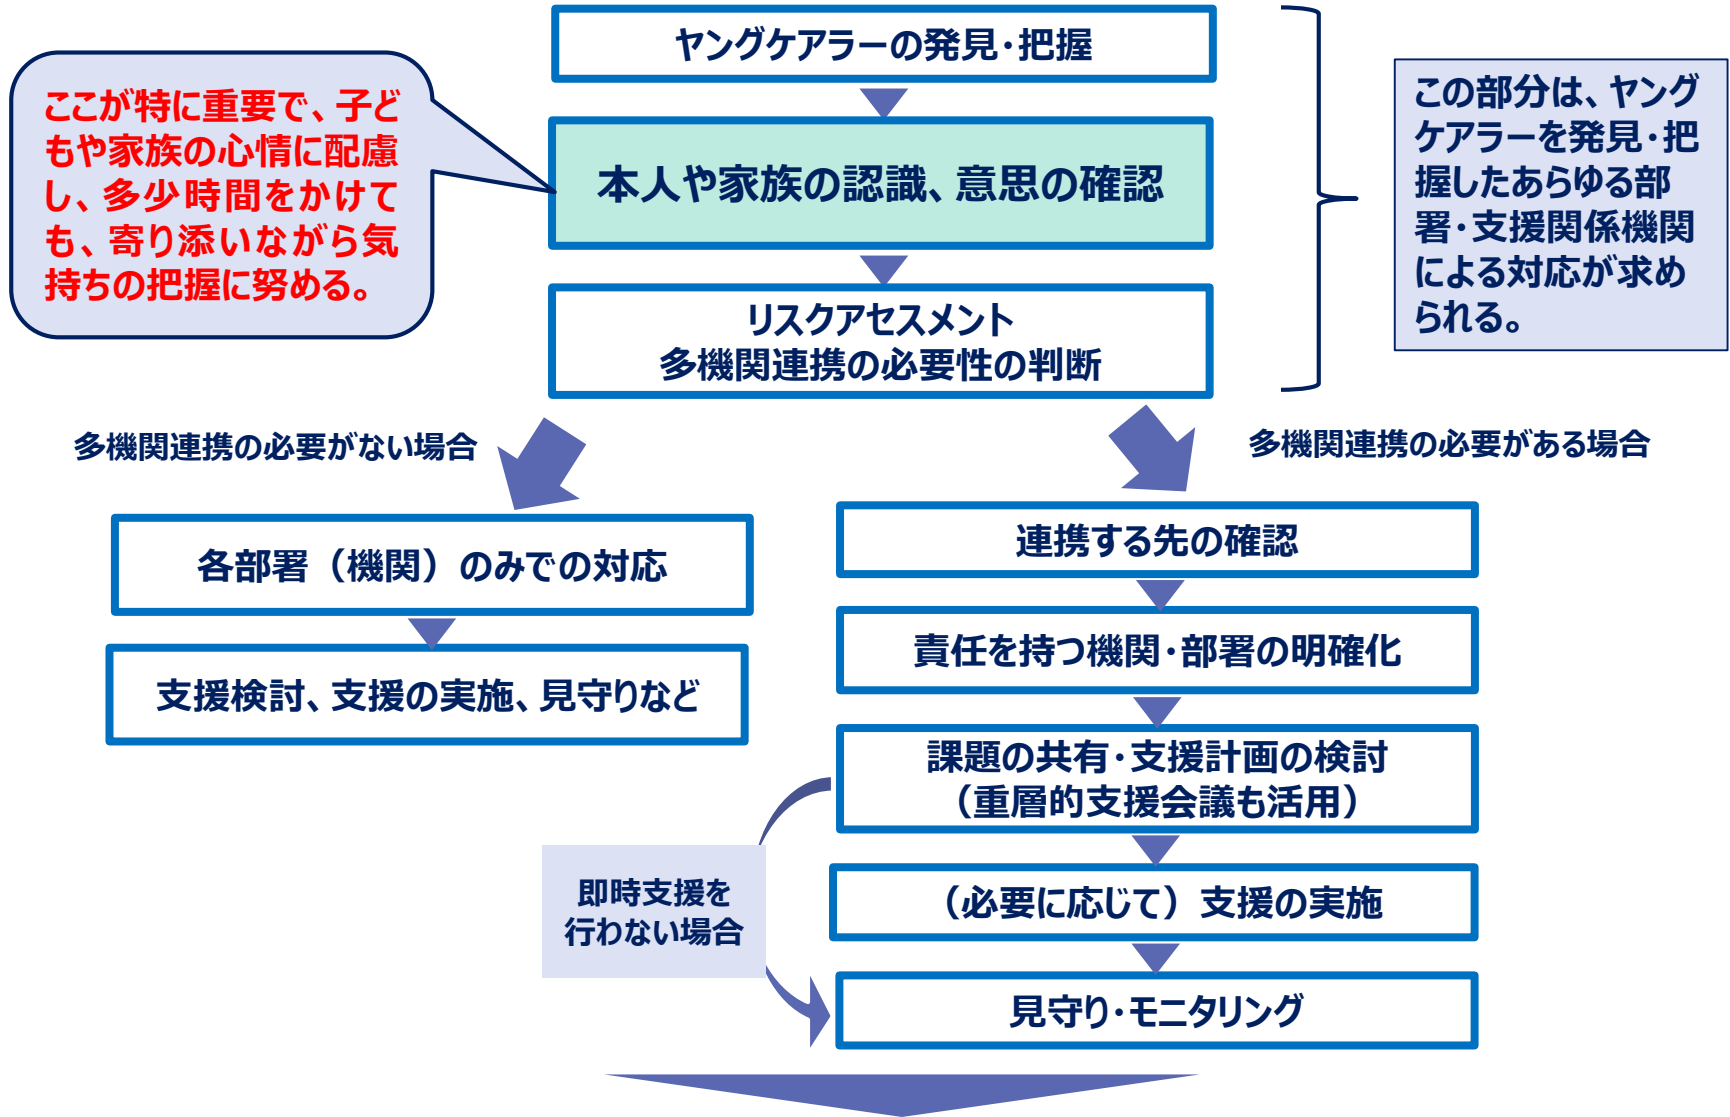 ヤングケアラーの発見・把握
ここが特に重要で、子ど
もや家族の心情に配慮
し、多少時間をかけて
も、寄り添いながら気
持ちの把握に努める。
本人や家族の認識、意思の確認
この部分は、ヤング
ケアラーを発見・把
握したあらゆる部
署・支援関係機関
による対応が求め
られる。
リスクアセスメント
多機関連携の必要性の判断
多機関連携の必要がない場合
多機関連携の必要がある場合
各部署（機関）のみでの対応
支援検討、支援の実施、見守りなど
連携する先の確認
責任を持つ機関・部署の明確化
課題の共有・支援計画の検討
（重層的支援会議も活用）
即時支援を
行わない場合
（必要に応じて）支援の実施
見守り・モニタリング